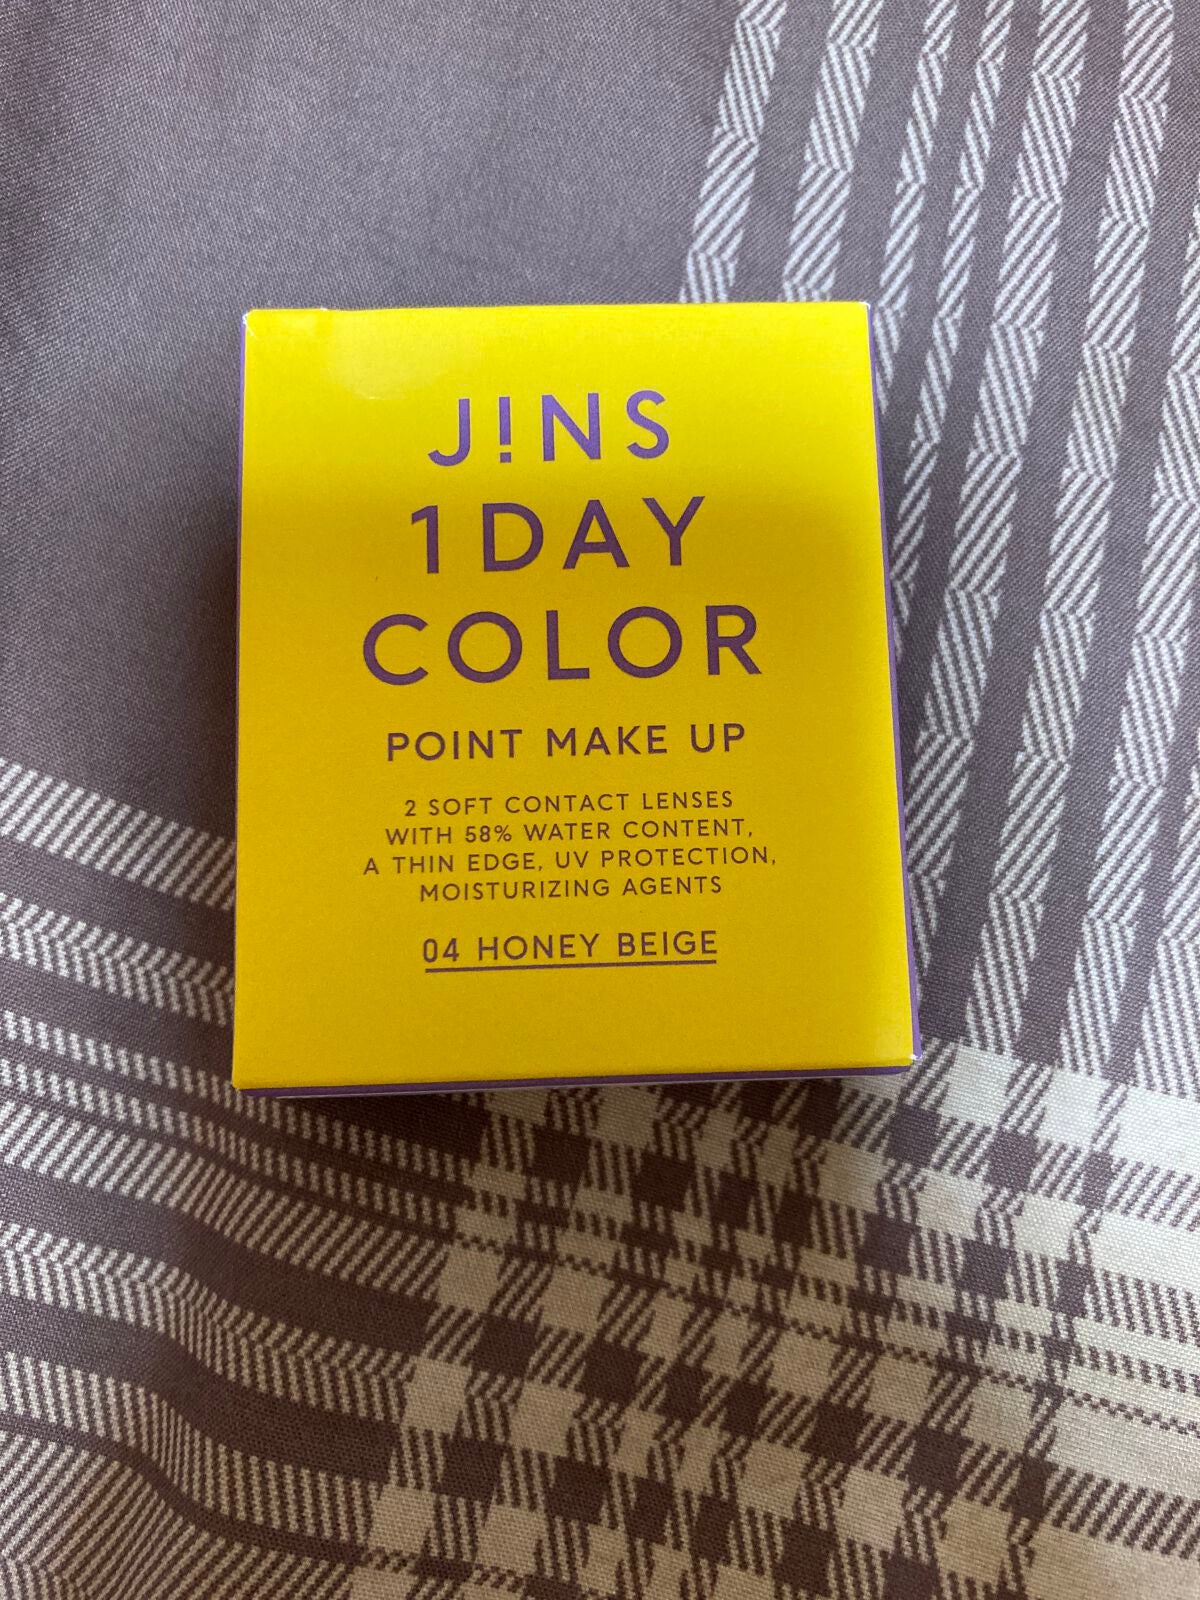 J!NS
1DAY
COLOR
POINT MAKE UP
2 SOFT CONTACT LENSES
WITH 58% WATER CONTENT,
A THIN EDGE, UV PROTECTION,
MOISTURIZING AGENTS
04 HONEY BEIGE